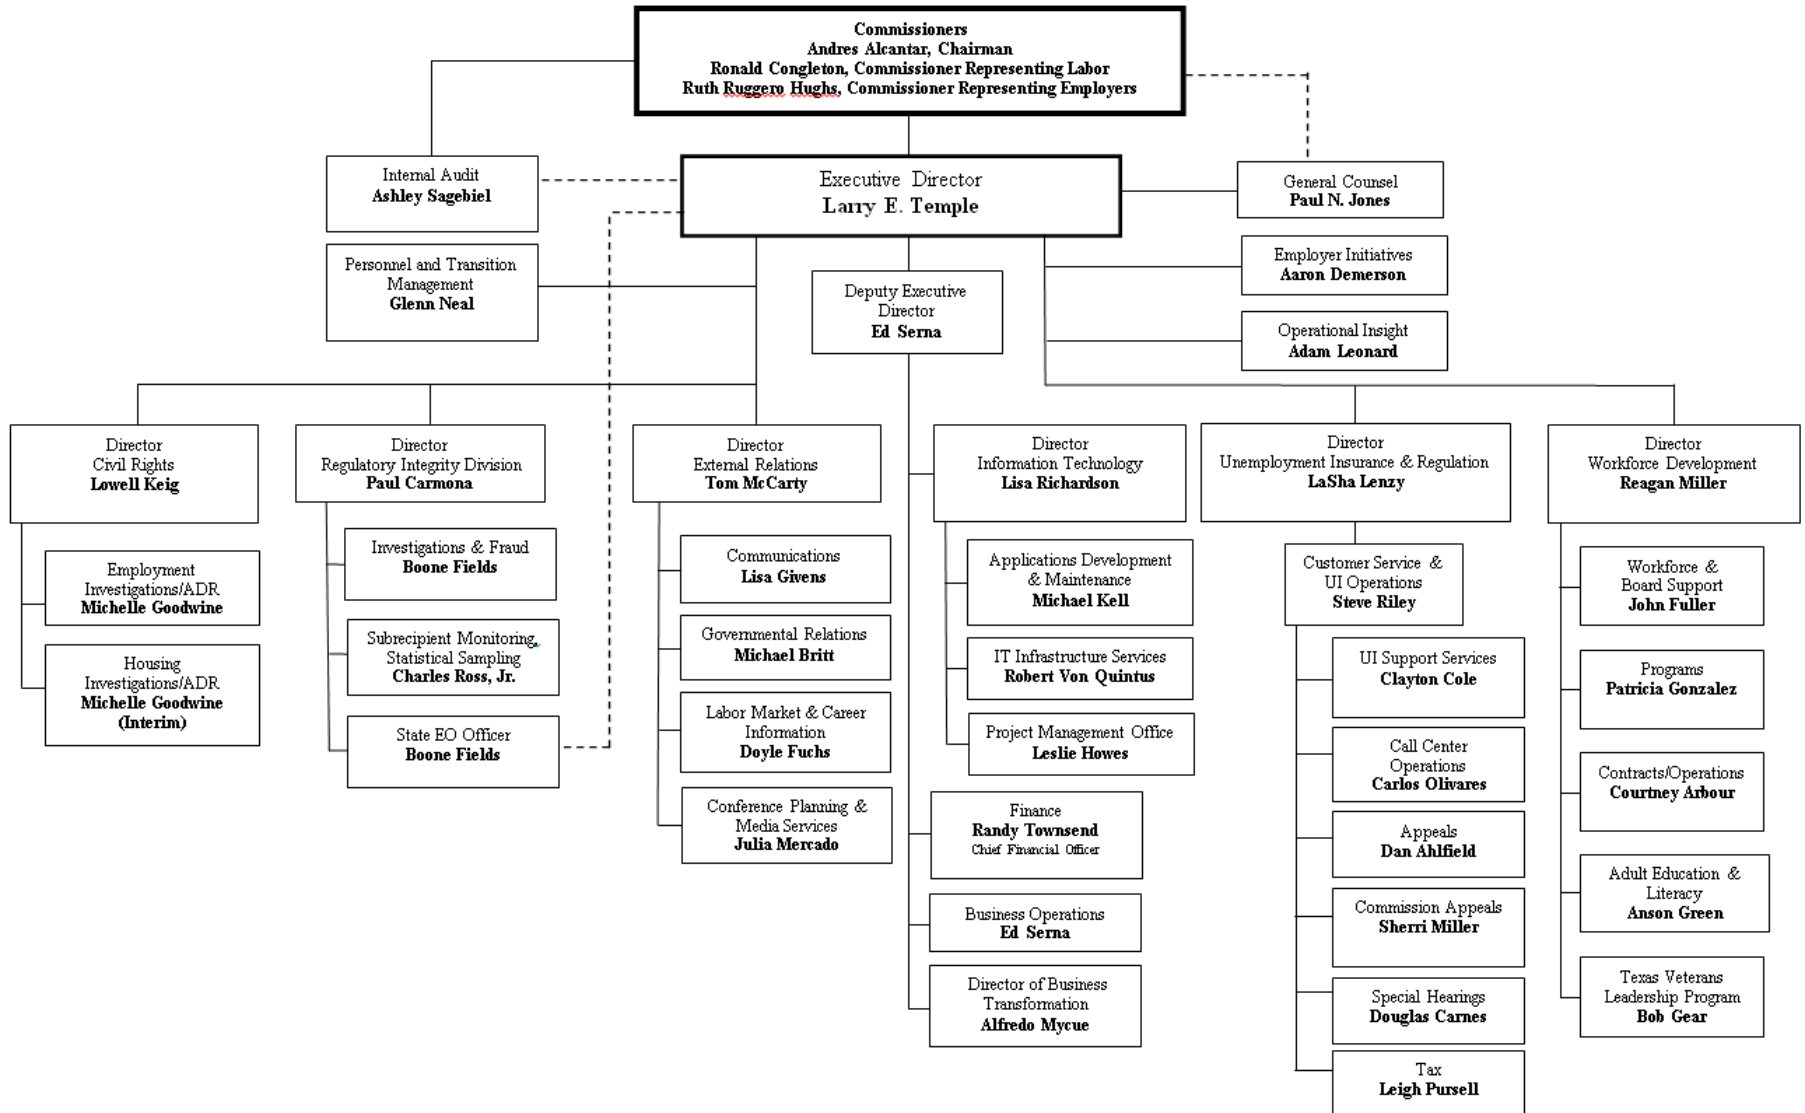 Commissioners
Andres Alcantar, Chairman
Ronald Congleton, Commissioner Representing Labor
Ruth Ruggero Hughs, Commissioner Representing Employers
Internal Audit
Ashley Sagebiel
Executive Director
Larry E. Temple
General Counsel
Paul N. Jones
Personnel and Transition
Management
Glenn Neal
Deputy Executive
Director
Ed Serna
Employer Initiatives
Aaron Demerson
Operational Insight
Adam Leonard
Director
Civil Rights
Lowell Keig
Employment
Investigations/ADR
Michelle Goodwine
Housing
Investigations/ADR
Michelle Goodwine
(Interim)
Director
Regulatory Integrity Division
Paul Carmona
Investigations & Fraud
Boone Fields
Subrecipient Monitoring,
Statistical Sampling
Charles Ross, Jr.
State EO Officer
Boone Fields
Director
External Relations
Tom McCarty
Communications
Lisa Givens
Governmental Relations
Michael Britt
Labor Market & Career
Information
Doyle Fuchs
Conference Planning &
Media Services
Julia Mercado
Director
Information Technology
Lisa Richardson
Applications Development
& Maintenance
Michael Kell
IT Infrastructure Services
Robert Von Quintus
Project Management Office
Leslie Howes
Finance
Randy Townsend
Chief Financial Officer
Business Operations
Ed Serna
Director of Business
Transformation
Alfredo Mycue
Director
Unemployment Insurance & Regulation
LaSha Lenzy
Customer Service &
UI Operations
Steve Riley
UI Support Services
Clayton Cole
Call Center
Operations
Carlos Olivares
Appeals
Dan Ahlfield
Commission Appeals
Sherri Miller
Special Hearings
Douglas Carnes
Tax
Leigh Pursell
Director
Workforce Development
Reagan Miller
Workforce &
Board Support
John Fuller
Programs
Patricia Gonzalez
Contracts/Operations
Courtney Arbour
Adult Education &
Literacy
Anson Green
Texas Veterans
Leadership Program
Bob Gear